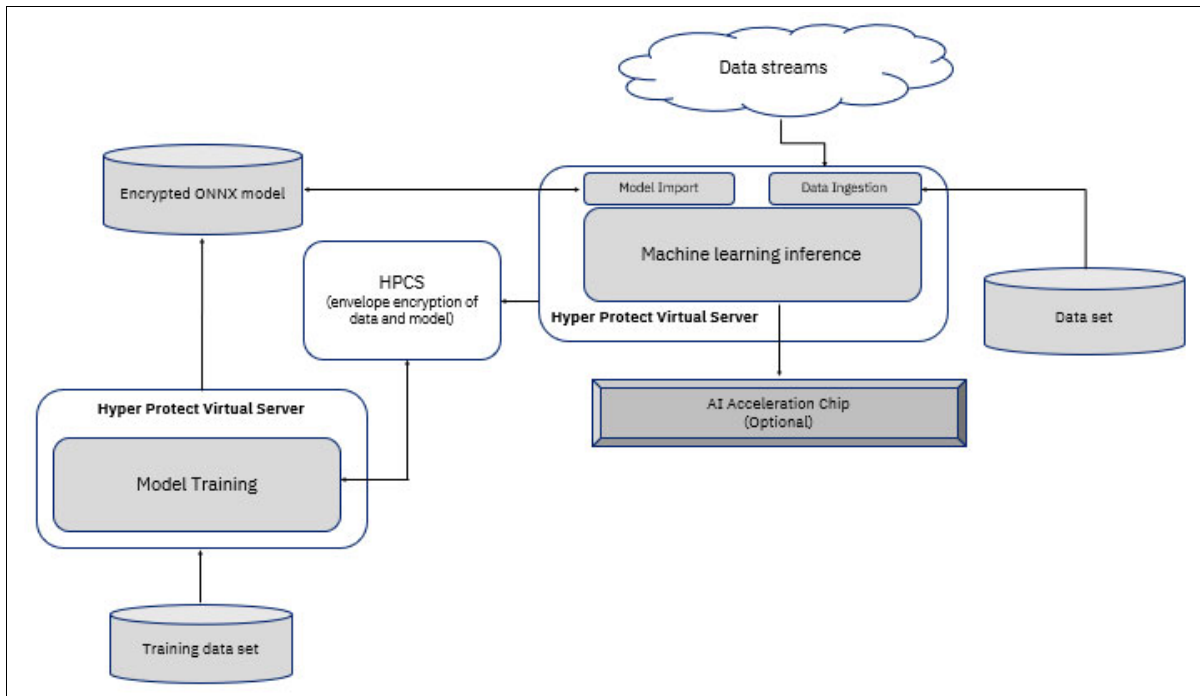 Data streams
Encrypted ONNX model
Model Import
Data Ingestion
Machine learning inference
HPCS
(envelope encryption of
data and model)
Hyper Protect Virtual Server
Data set
AI Acceleration Chip
(Optional)
Hyper Protect Virtual Server
Model Training
Training data set